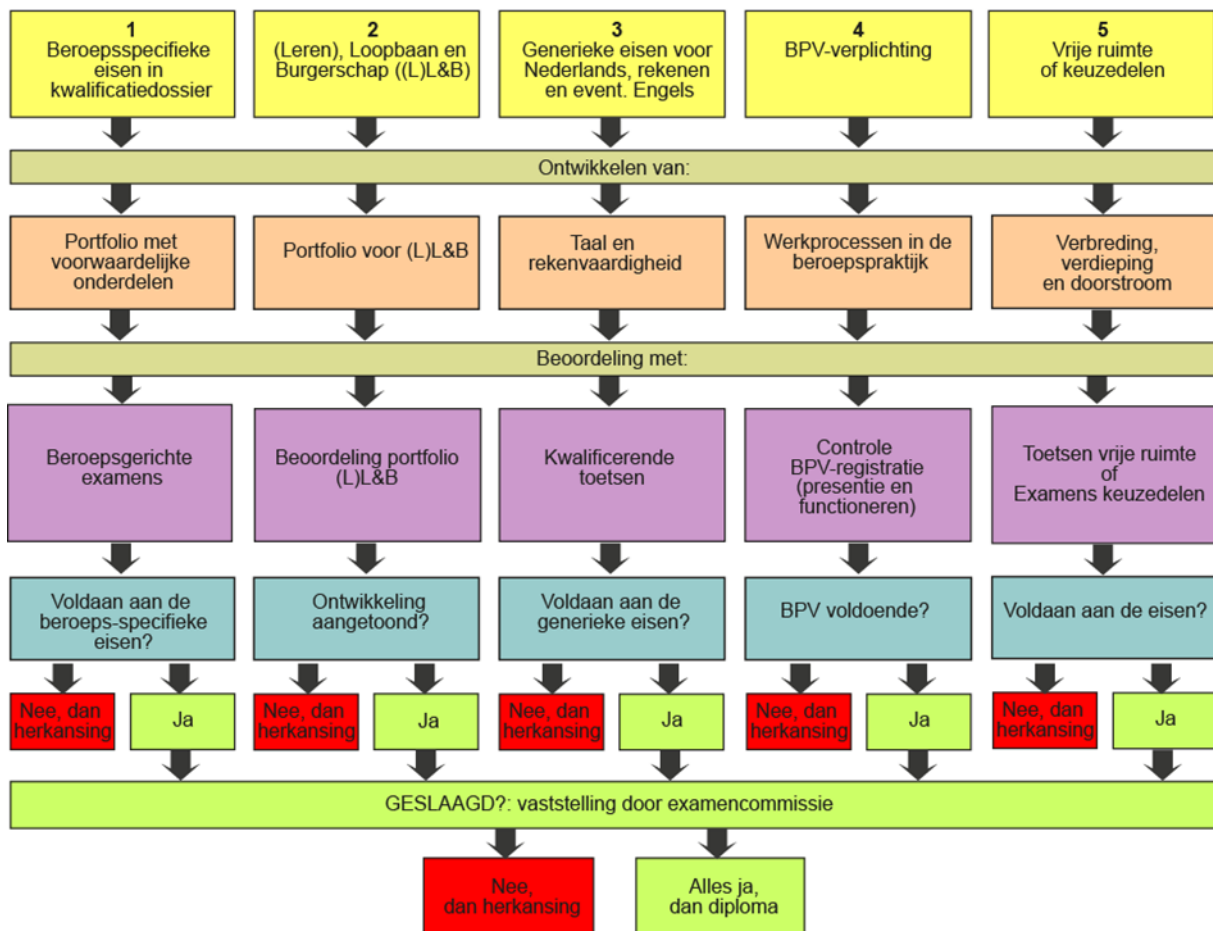 1
Beroepsspecifieke
eisen in
kwalificatiedossier
2
(Leren), Loopbaan en
Burgerschap ((L)L&B)
3
Generieke eisen voor
Nederlands, rekenen
en event. Engels
4
BPV-verplichting
5
Vrije ruimte
of keuzedelen
Ontwikkelen van:
Portfolio met
voorwaardelijke
onderdelen
Portfolio voor (L)L&B
Taal en
rekenvaardigheid
Werkprocessen in de
beroepspraktijk
Verbreding,
verdieping
en doorstroom
Beoordeling met:
Beroepsgerichte
examens
Beoordeling portfolio
(L)L&B
Kwalificerende
toetsen
Controle
BPV-registratie
(presentie en
functioneren)
Toetsen vrije ruimte
of
Examens keuzedelen
Voldaan aan de
beroeps-specifieke
eisen?
Ontwikkeling
aangetoond?
Voldaan aan de
generieke eisen?
BPV voldoende?
Voldaan aan de eisen?
Nee, dan
herkansing
Ja
Nee, dan
herkansing
Ja
Nee, dan
herkansing
Ja
Nee, dan
herkansing
Ja
Nee, dan
herkansing
Ja
GESLAAGD?: vaststelling door examencommissie
Nee,
dan herkansing
Alles ja,
dan diploma